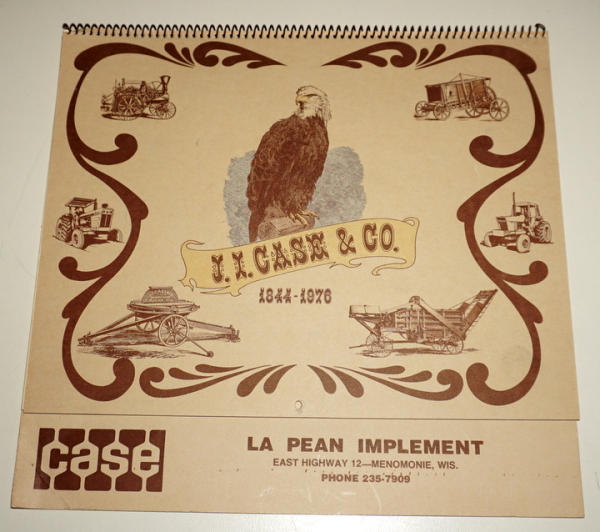 J. I. CASE & CO.
1844-1976
case
LA PEAN IMPLEMENT
EAST HIGHWAY 12—MENOMONIE, WIS.
PHONE 235-7909